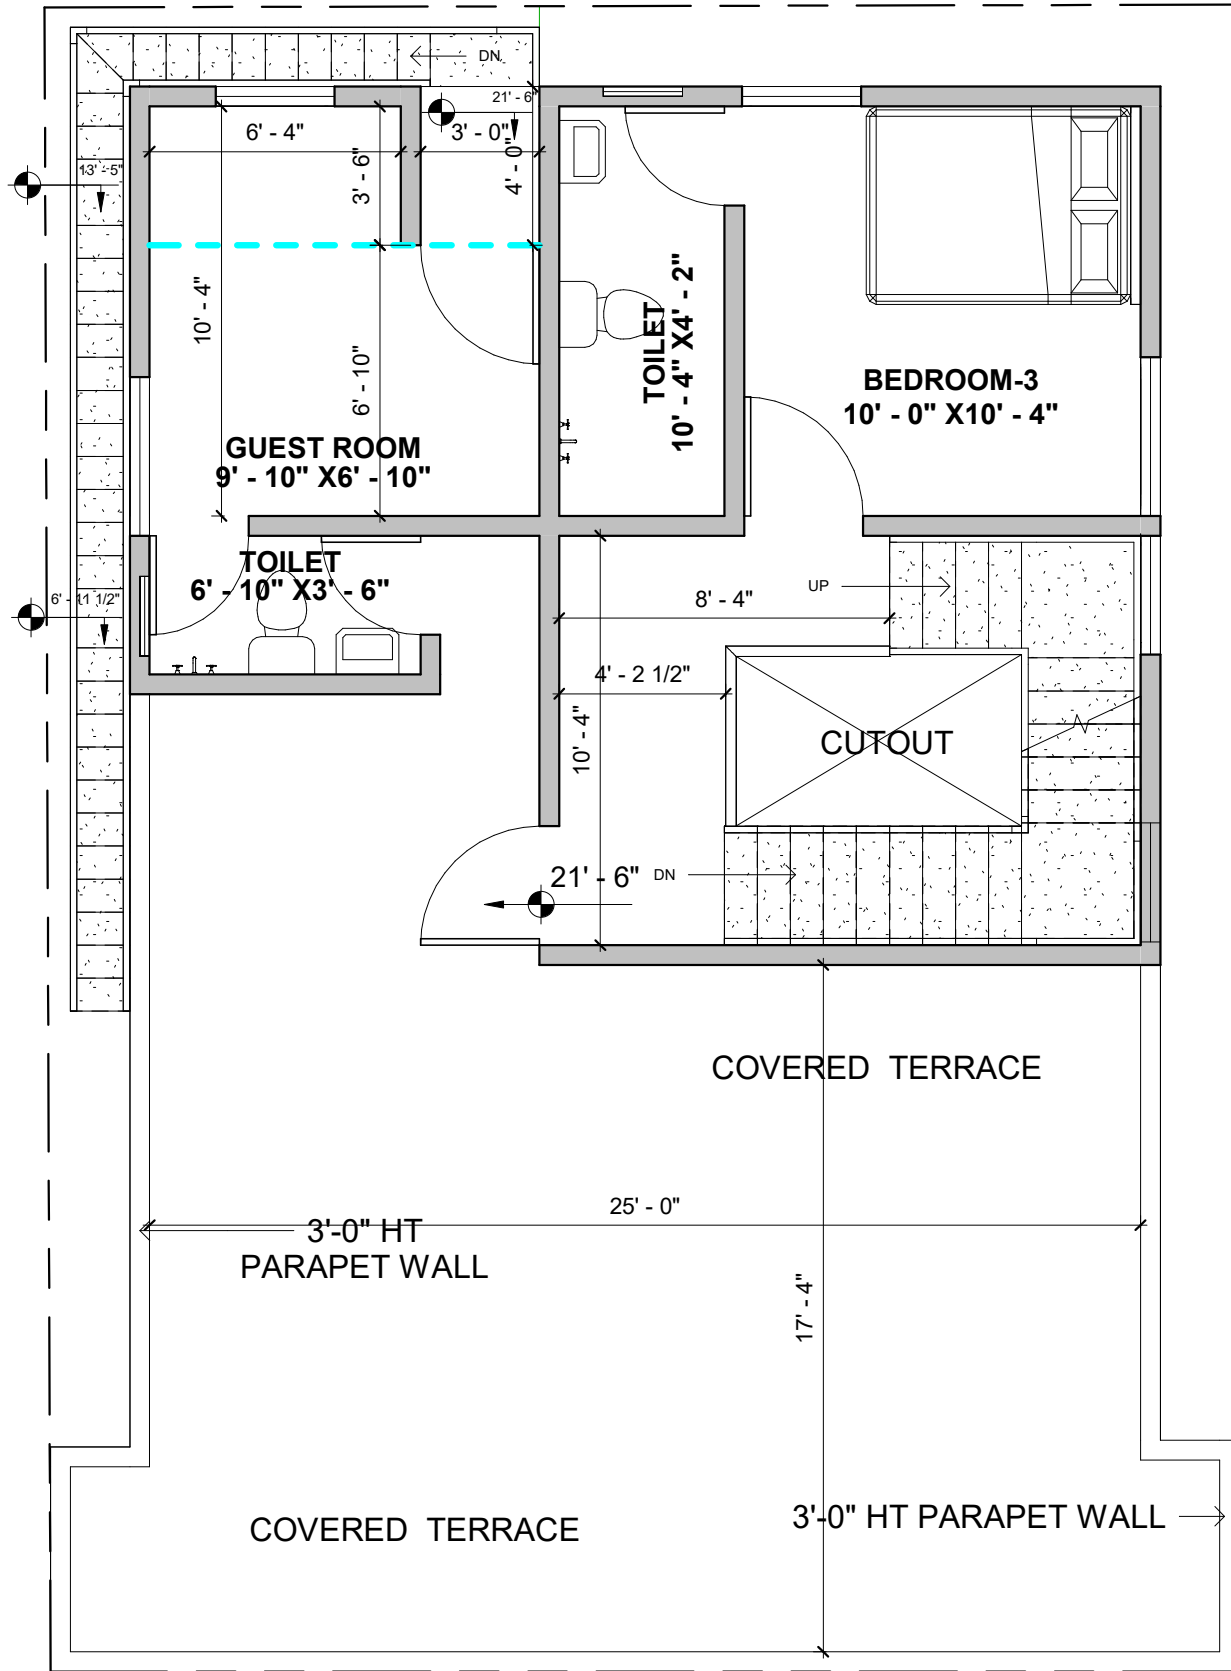 DN
21' - 6"
6' - 4"
3' - 0"
13' - 5"
3' - 6"
4' - 0"
10' - 4"
6' - 10"
TOILET
10' - 4" X4' - 2"
BEDROOM-3
10' - 0" X10' - 4"
GUEST ROOM
9' - 10" X6' - 10"
TOILET
6' - 10" X3' - 6"
6' - 11 1/2"
UP
8' - 4"
4' - 2 1/2"
10' - 4"
CUTOUT
21' - 6"
DN
COVERED TERRACE
25' - 0"
3'-0" HT
PARAPET WALL
17' - 4"
3'-0" HT PARAPET WALL
COVERED TERRACE